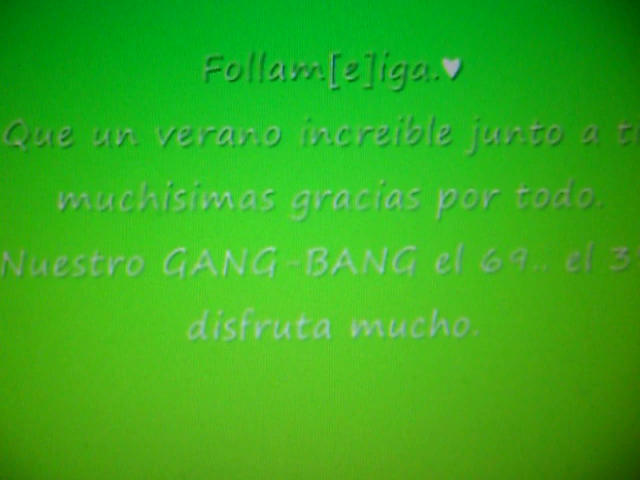 Follam[e]iga.♥
Que un verano increible junto a
muchisimas gracias por todo.
Nuestro GANG-BANG el 69.. el
disfruta mucho.